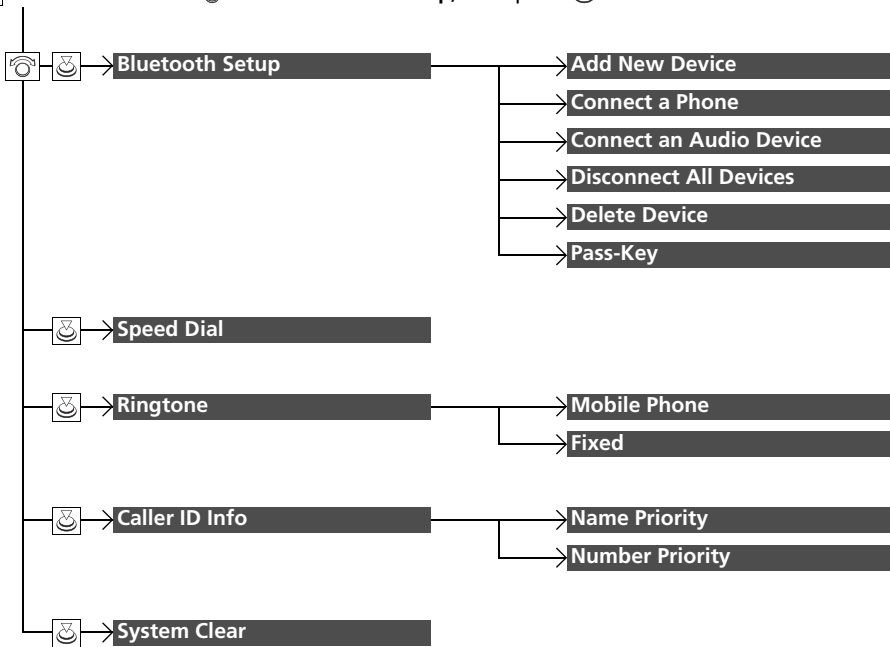 Bluetooth Setup
Add New Device
Connect a Phone
Connect an Audio Device
Disconnect All Devices
Delete Device
Pass-Key
Speed Dial
Ringtone
Mobile Phone
Fixed
Caller ID Info
Name Priority
Number Priority
System Clear